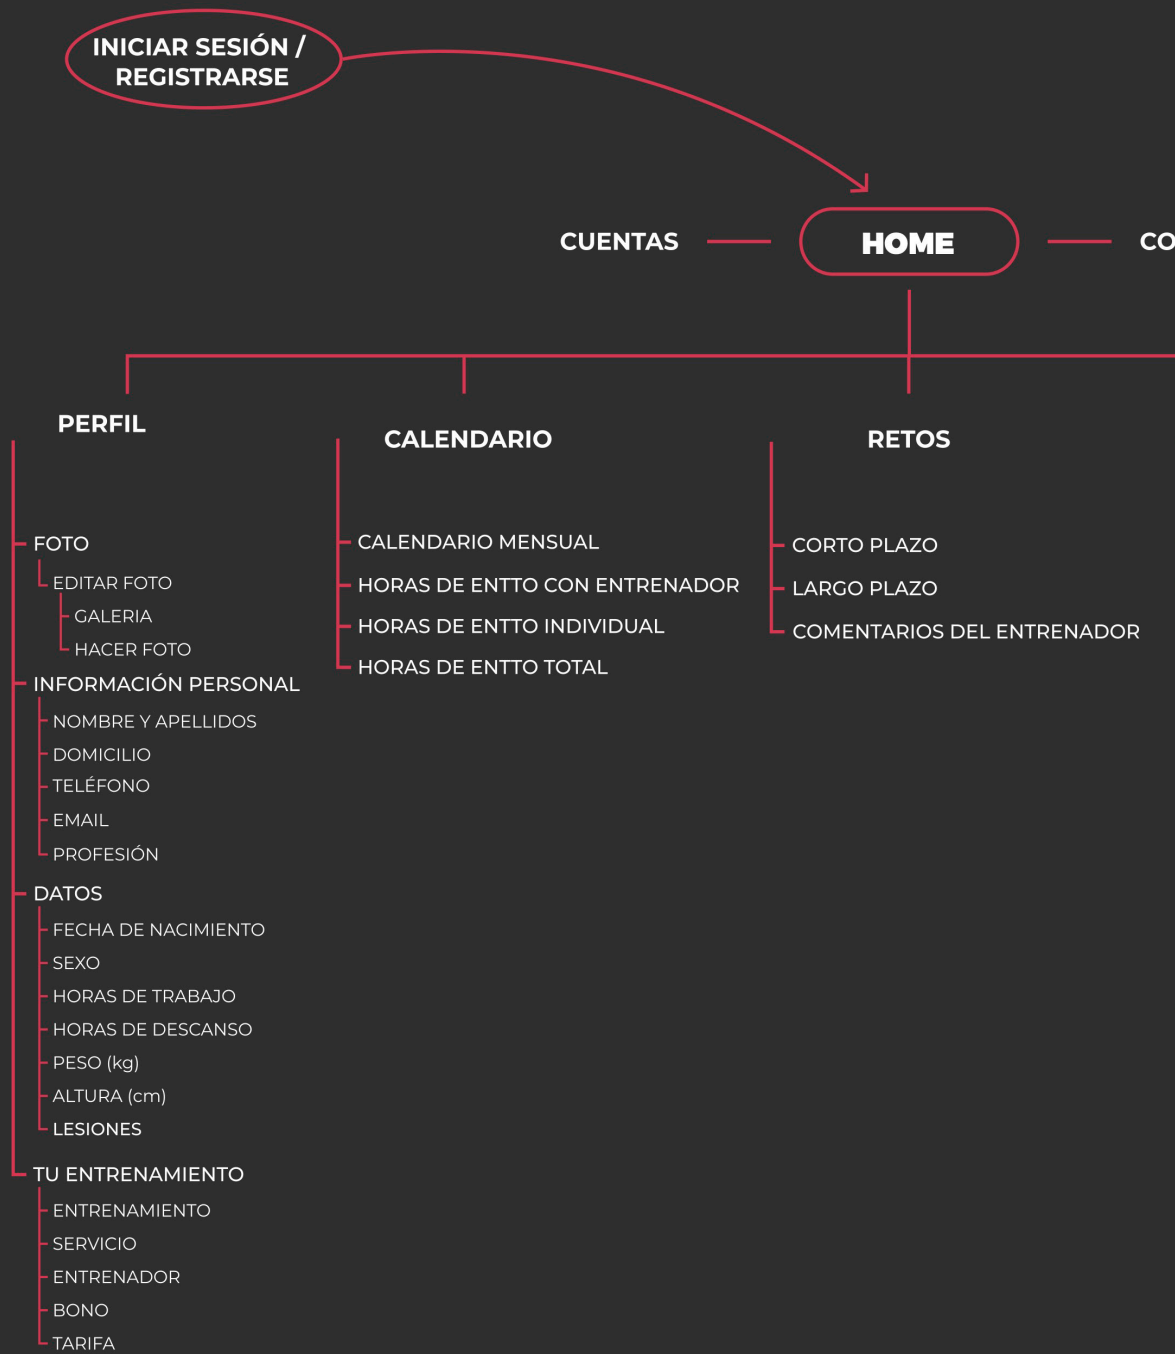 INICIAR SESIÓN /
REGISTRARSE
CUENTAS
HOME
CO
PERFIL
FOTO
EDITAR FOTO
GALERIA
HACER FOTO
INFORMACIÓN PERSONAL
NOMBRE Y APELLIDOS
DOMICILIO
TELÉFONO
EMAIL
PROFESIÓN
DATOS
FECHA DE NACIMIENTO
SEXO
HORAS DE TRABAJO
HORAS DE DESCANSO
PESO (kg)
ALTURA (cm)
LESIONES
TU ENTRENAMIENTO
ENTRENAMIENTO
SERVICIO
ENTRENADOR
BONO
TARIFA
CALENDARIO
CALENDARIO MENSUAL
HORAS DE ENTTO CON ENTRENADOR
HORAS DE ENTTO INDIVIDUAL
HORAS DE ENTTO TOTAL
RETOS
CORTO PLAZO
LARGO PLAZO
COMENTARIOS DEL ENTRENADOR